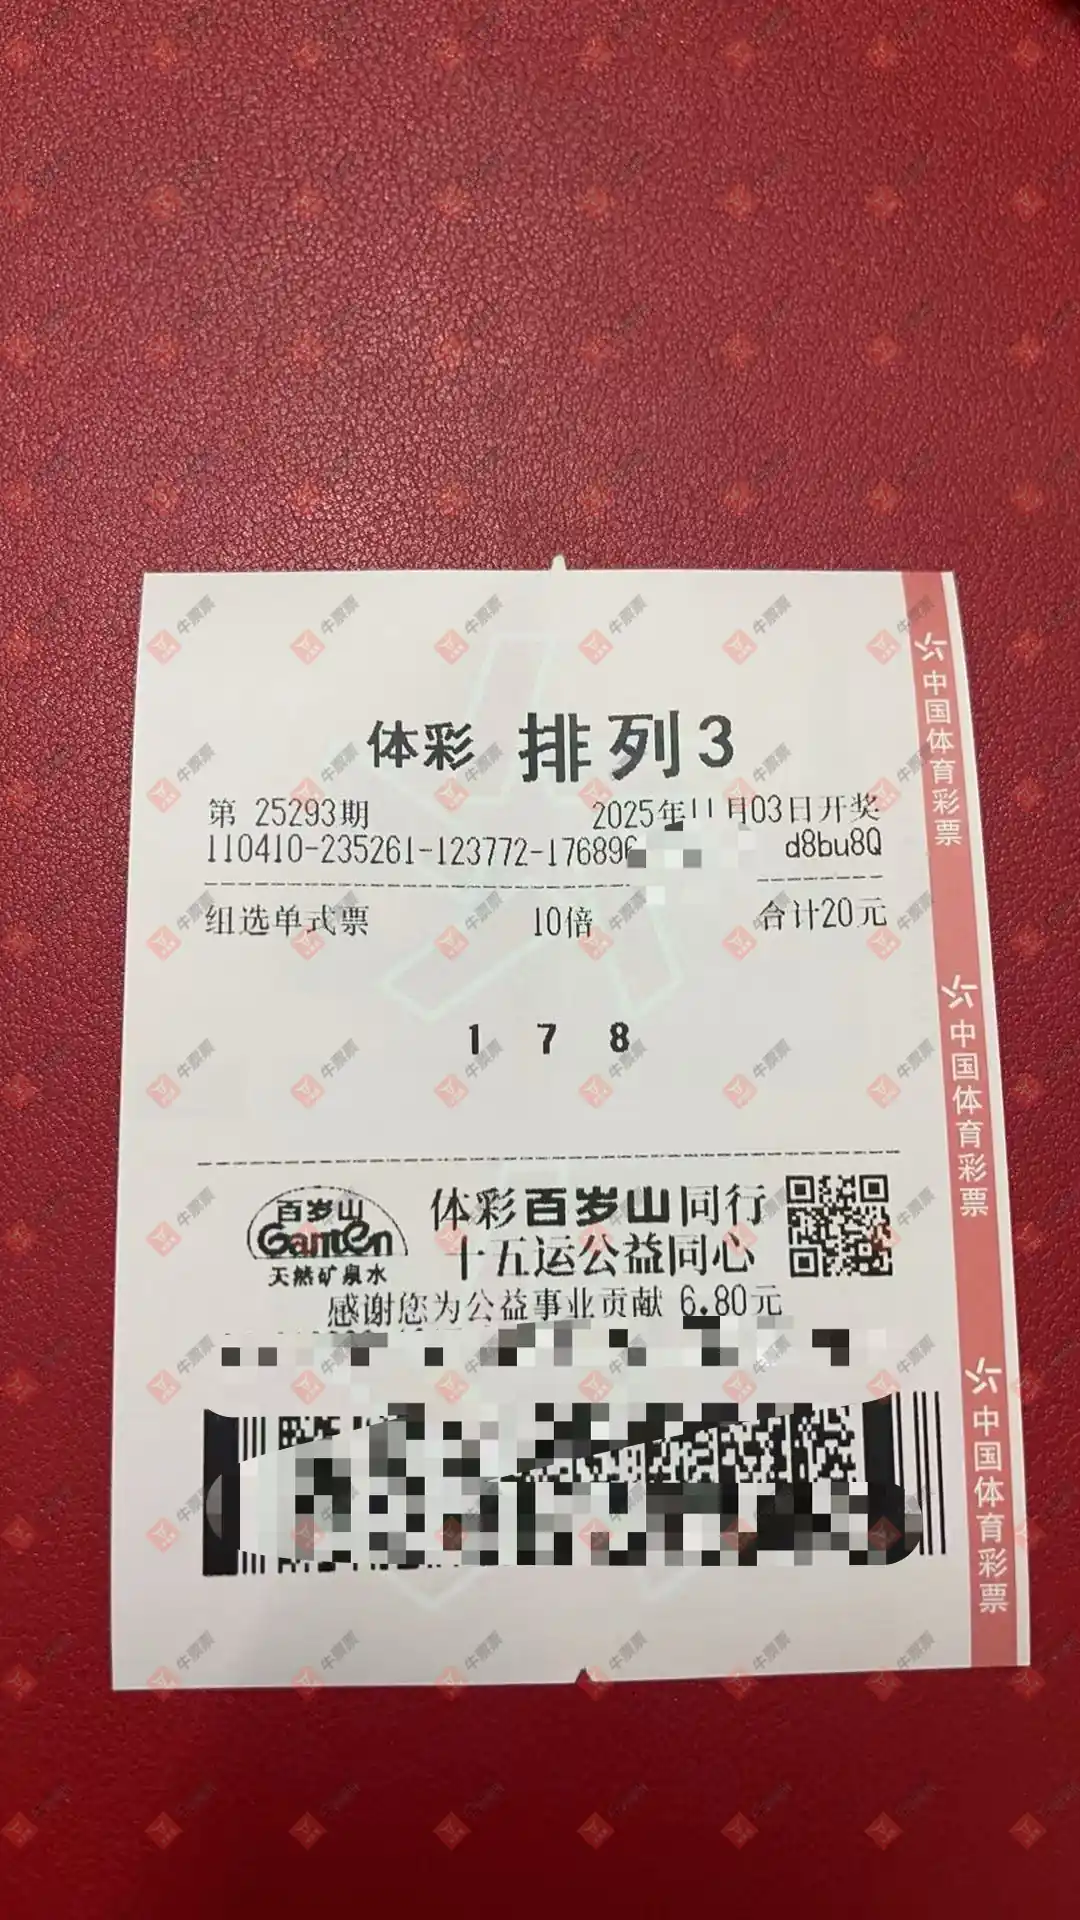 体彩 排列3
第 25293期 2025年11月03日开奖
110410-235261-123772-176896 d8bu8Q
组选单式票 10倍 合计20元
1 7 8
百岁山
Ganten
天然矿泉水
体彩百岁山同行
十五运公益同心
感谢您为公益事业贡献 6.80元
中国体育彩票
中国体育彩票
中国体育彩票
牛票票